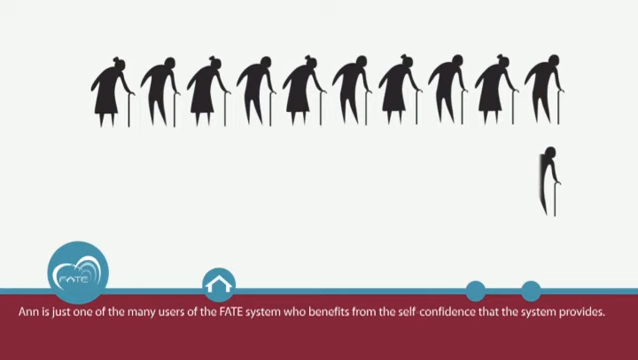 FATE
Ann is just one of the many users of the FATE system who benefits from the self-confidence that the system provides.